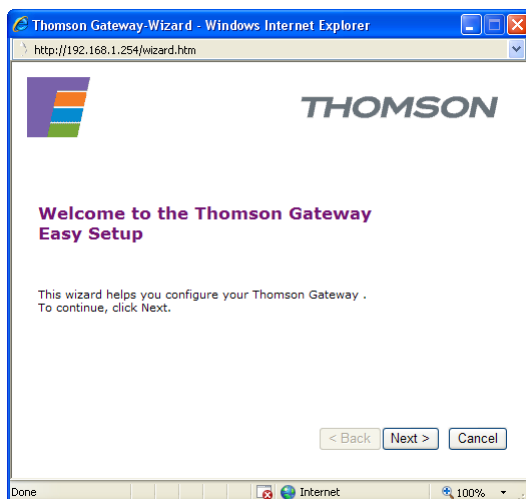 Thomson Gateway-Wizard - Windows Internet Explorer
http://192.168.1.254/wizard.htm
THOMSON
Welcome to the Thomson Gateway
Easy Setup
This wizard helps you configure your Thomson Gateway .
To continue, click Next.
< Back Next > Cancel
Done Internet 100%